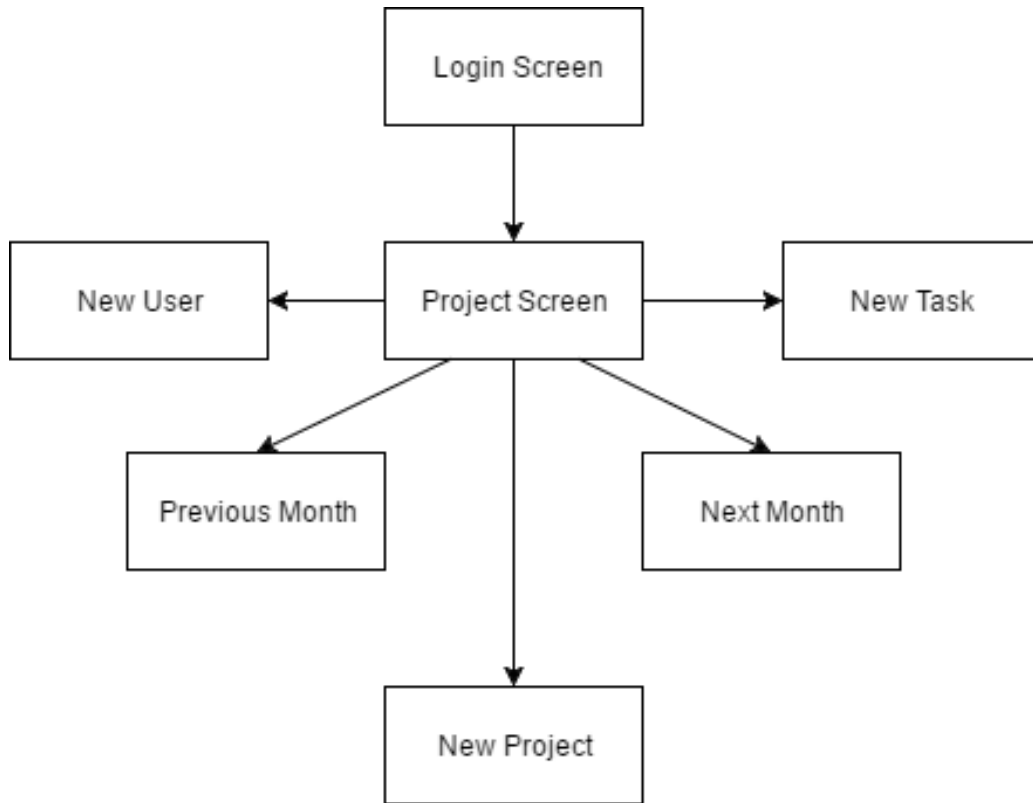 Login Screen
New User
Project Screen
New Task
Previous Month
Next Month
New Project